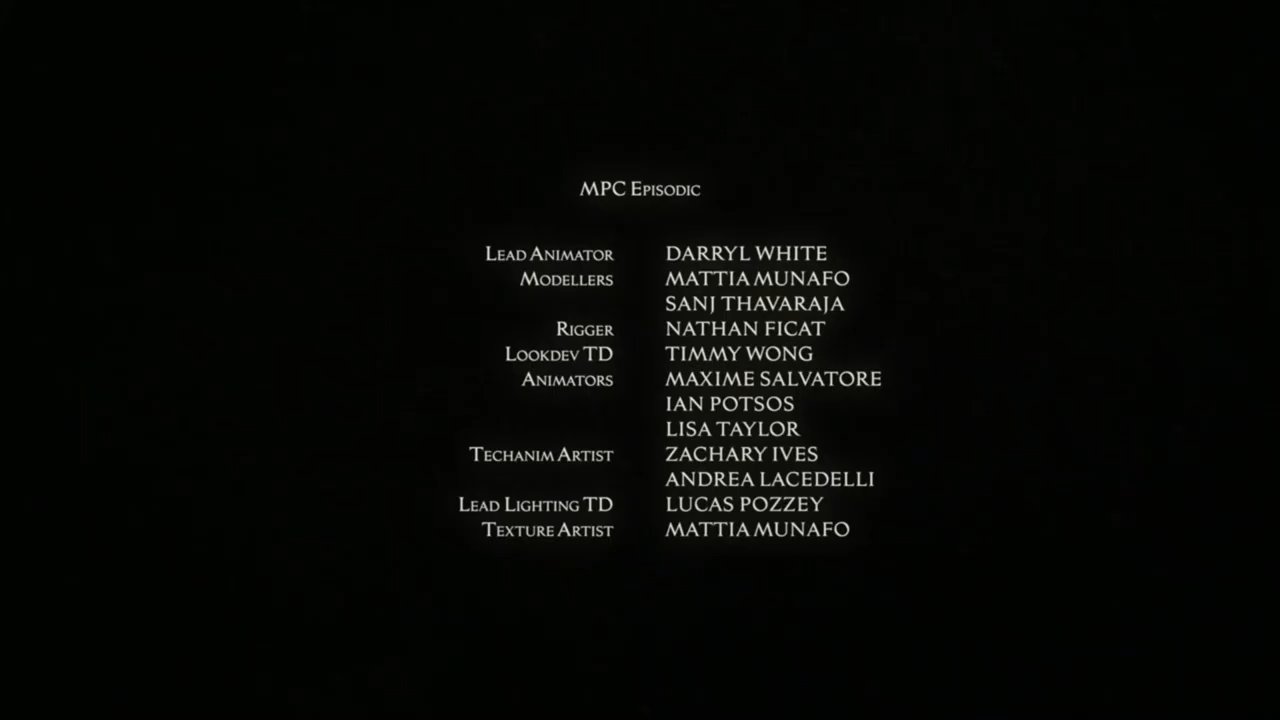 MPC Episodic
Lead Animator DARRYL WHITE
Modellers MATTIA MUNAFO
SANJ THAVARAJA
Rigger NATHAN FICAT
Lookdev TD TIMMY WONG
Animators MAXIME SALVATORE
IAN POTSOS
LISA TAYLOR
Techanim Artist ZACHARY IVES
ANDREA LACEDELLI
Lead Lighting TD LUCAS POZZEY
Texture Artist MATTIA MUNAFO